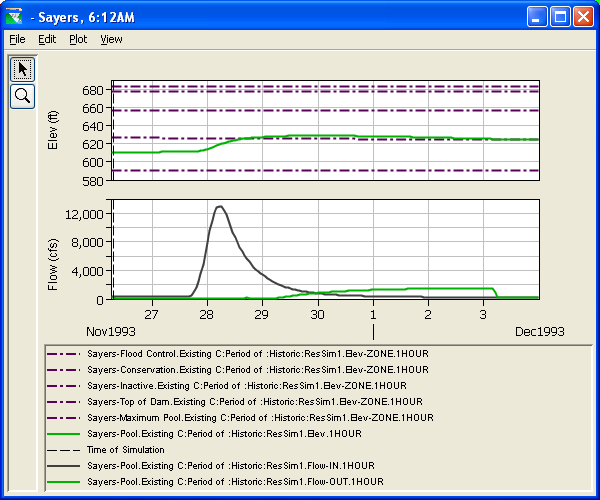 - Sayers, 6:12AM
File Edit Plot View
Elev (ft)
680
660
640
620
600
580
Flow (cfs)
12,000
8,000
4,000
0
27 28 29 30 1 2 3
Nov1993 Dec1993
Sayers-Flood Control.Existing C:Period of :Historic:ResSim1.Elev-ZONE.1HOUR
Sayers-Conservation.Existing C:Period of :Historic:ResSim1.Elev-ZONE.1HOUR
Sayers-Inactive.Existing C:Period of :Historic:ResSim1.Elev-ZONE.1HOUR
Sayers-Top of Dam.Existing C:Period of :Historic:ResSim1.Elev-ZONE.1HOUR
Sayers-Maximum Pool.Existing C:Period of :Historic:ResSim1.Elev-ZONE.1HOUR
Sayers-Pool.Existing C:Period of :Historic:ResSim1.Elev.1HOUR
Time of Simulation
Sayers-Pool.Existing C:Period of :Historic:ResSim1.Flow-IN.1HOUR
Sayers-Pool.Existing C:Period of :Historic:ResSim1.Flow-OUT.1HOUR